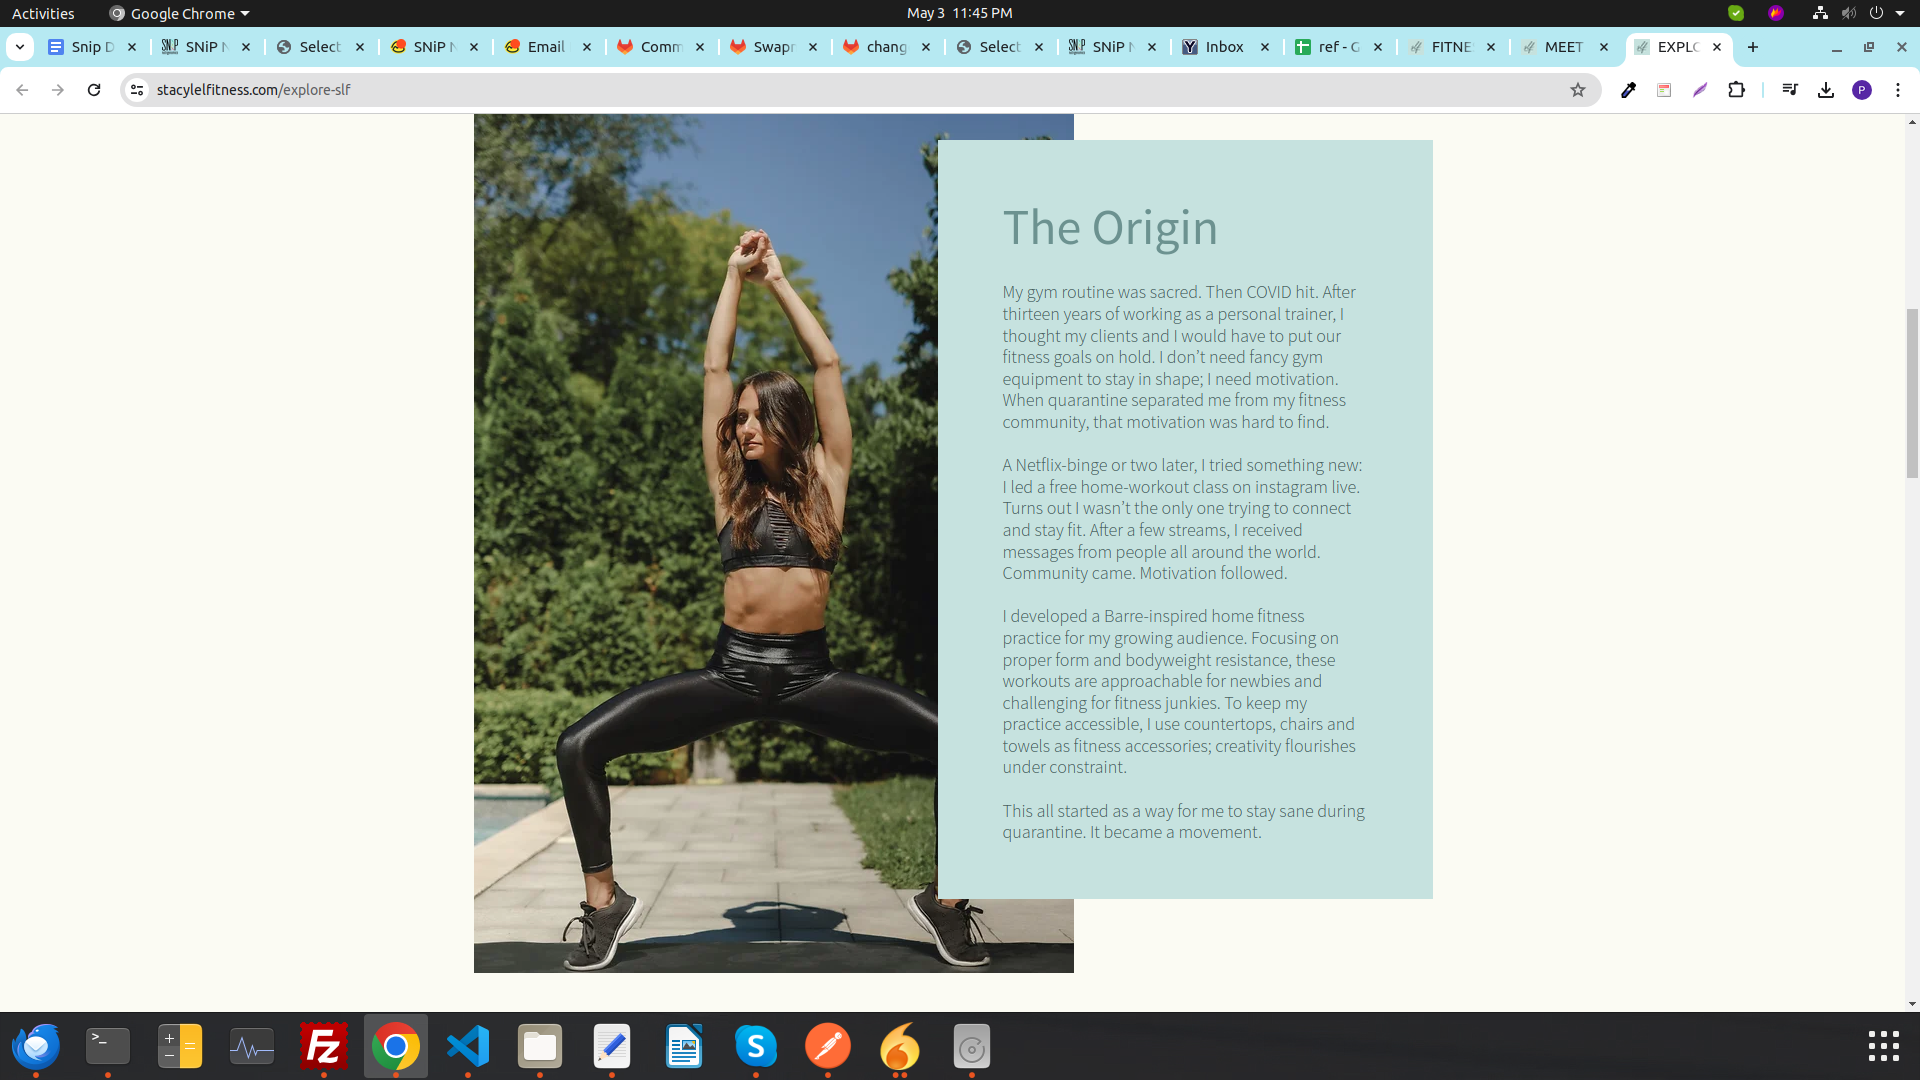 Activities
Google Chrome
May 3 11:45 PM
Snip D
SNiP N
Select
SNiP N
Email
Comm
Swapr
chang
Select
SNiP N
Inbox
ref - G
FITNE
MEET
EXPLO
stacylelfitness.com/explore-slf
P
The Origin
My gym routine was sacred. Then COVID hit. After
thirteen years of working as a personal trainer, I
thought my clients and I would have to put our
fitness goals on hold. I don’t need fancy gym
equipment to stay in shape; I need motivation.
When quarantine separated me from my fitness
community, that motivation was hard to find.
A Netflix-binge or two later, I tried something new:
I led a free home-workout class on instagram live.
Turns out I wasn’t the only one trying to connect
and stay fit. After a few streams, I received
messages from people all around the world.
Community came. Motivation followed.
I developed a Barre-inspired home fitness
practice for my growing audience. Focusing on
proper form and bodyweight resistance, these
workouts are approachable for newbies and
challenging for fitness junkies. To keep my
practice accessible, I use countertops, chairs and
towels as fitness accessories; creativity flourishes
under constraint.
This all started as a way for me to stay sane during
quarantine. It became a movement.